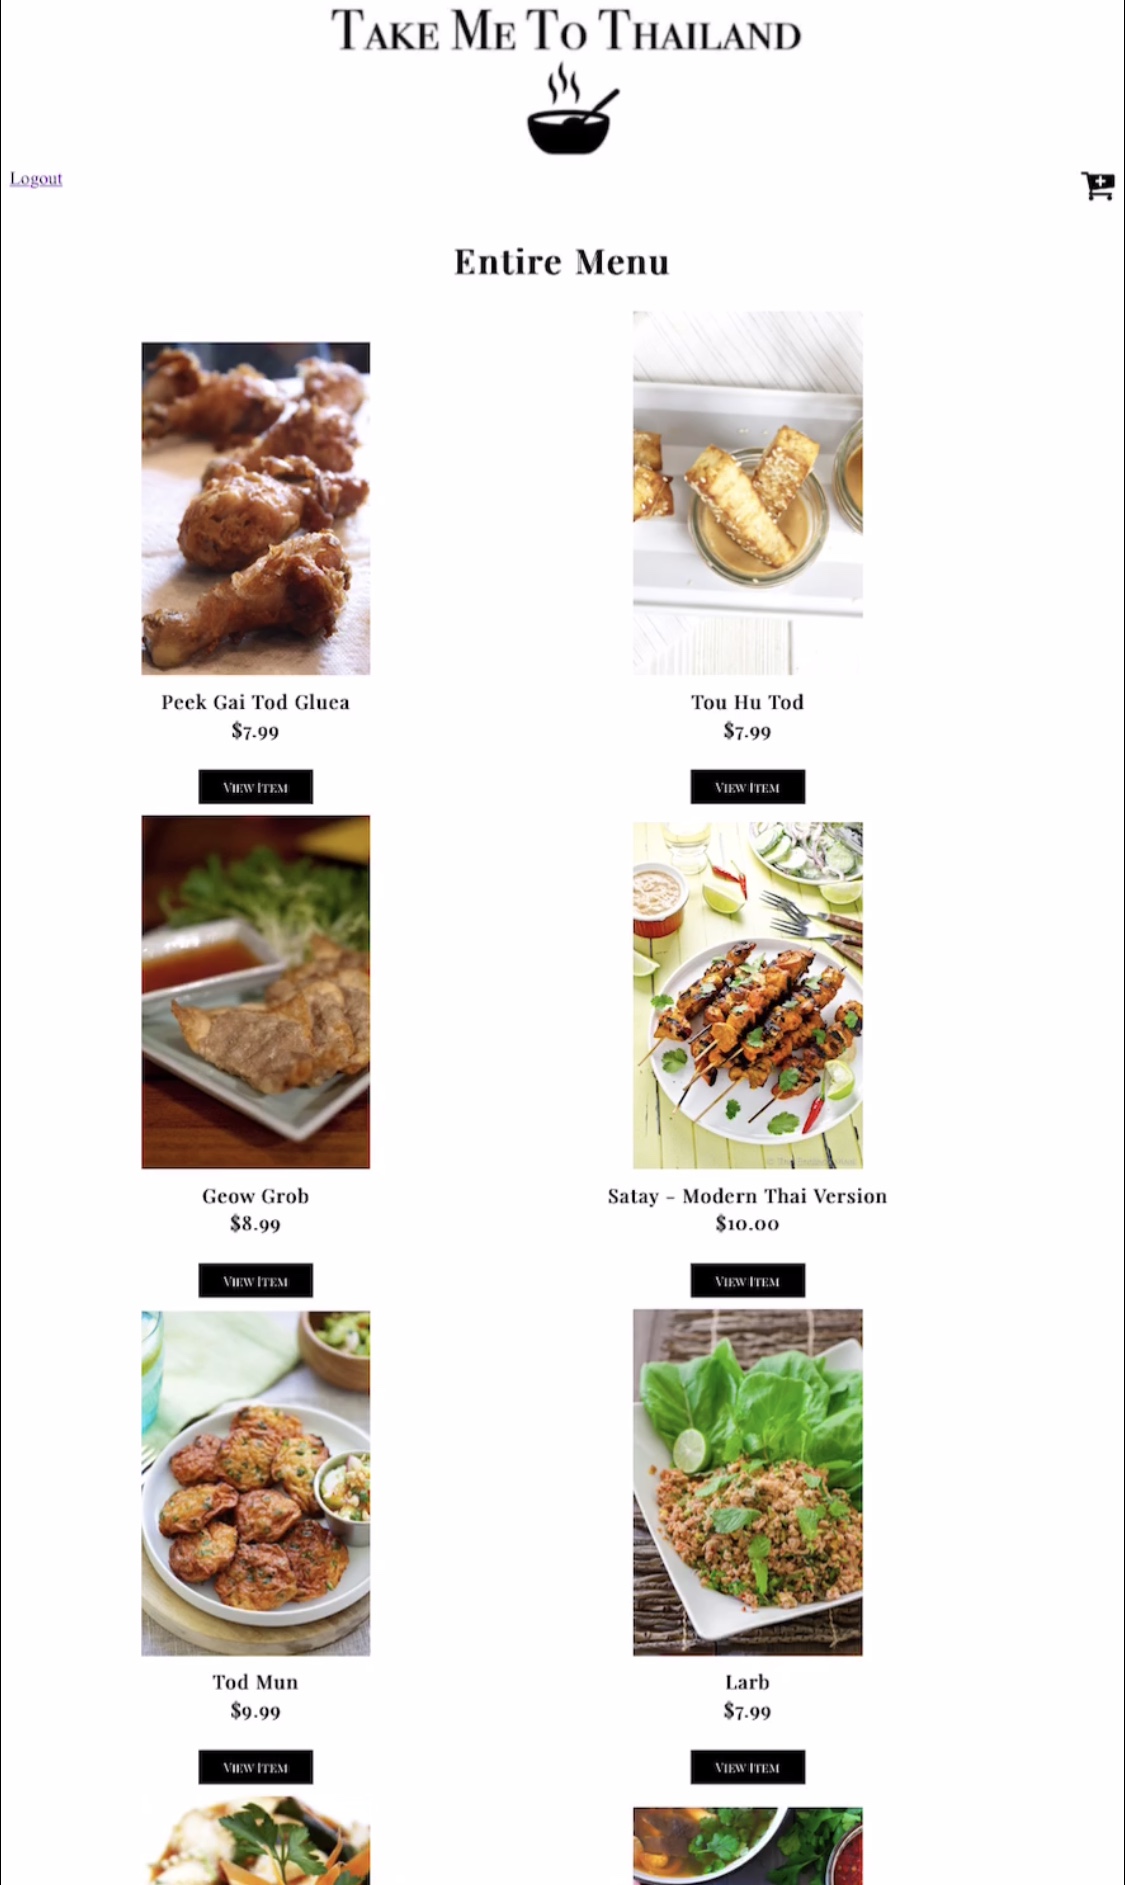 Take Me To Thailand
Logout
Entire Menu
Peek Gai Tod Gluea
$7.99
View Item
Tou Hu Tod
$7.99
View Item
Geow Grob
$8.99
View Item
Satay - Modern Thai Version
$10.00
View Item
Tod Mun
$9.99
View Item
Larb
$7.99
View Item